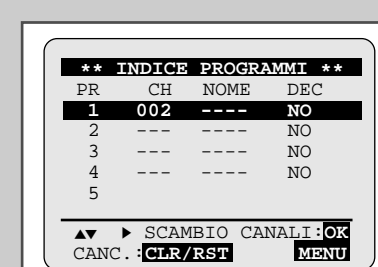 ** INDICE PROGRAMMI **
PR CH NOME DEC
1 002 ---- NO
2 --- ---- NO
3 --- ---- NO
4 --- ---- NO
5
▲▼ ▶ SCAMBIO CANALI:OK
CANC.:CLR/RST MENU